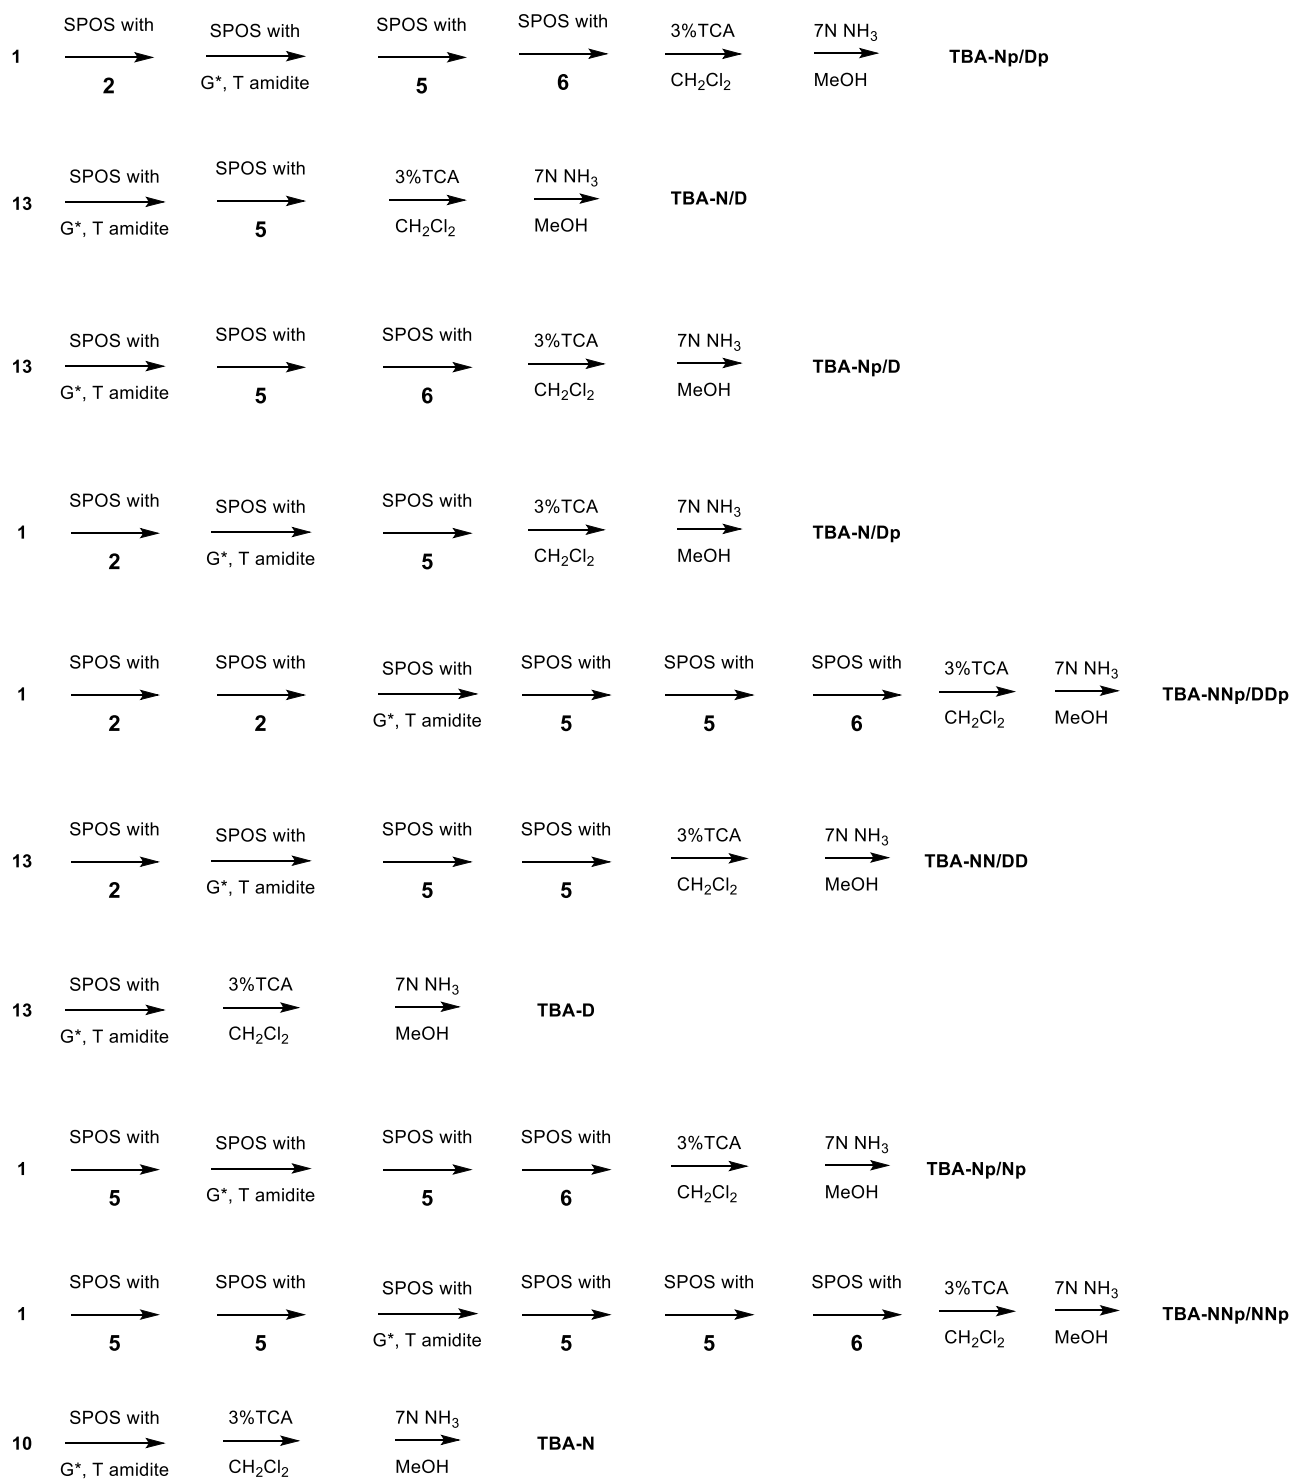 SPOS with SPOS with SPOS with SPOS with 3%TCA 7N NH3
1 TBA-Np/Dp
2 G*, T amidite 5 6 CH2Cl2 MeOH
SPOS with SPOS with 3%TCA 7N NH3
13 TBA-N/D
G*, T amidite 5 CH2Cl2 MeOH
SPOS with SPOS with SPOS with 3%TCA 7N NH3
13 TBA-Np/D
G*, T amidite 5 6 CH2Cl2 MeOH
SPOS with SPOS with SPOS with 3%TCA 7N NH3
1 TBA-N/Dp
2 G*, T amidite 5 CH2Cl2 MeOH
SPOS with SPOS with SPOS with SPOS with SPOS with SPOS with 3%TCA 7N NH3
1 TBA-NNp/DDp
2 2 G*, T amidite 5 5 6 CH2Cl2 MeOH
SPOS with SPOS with SPOS with SPOS with 3%TCA 7N NH3
13 TBA-NN/DD
2 G*, T amidite 5 5 CH2Cl2 MeOH
SPOS with 3%TCA 7N NH3
13 TBA-D
G*, T amidite CH2Cl2 MeOH
SPOS with SPOS with SPOS with SPOS with 3%TCA 7N NH3
1 TBA-Np/Np
5 G*, T amidite 5 6 CH2Cl2 MeOH
SPOS with SPOS with SPOS with SPOS with SPOS with SPOS with 3%TCA 7N NH3
1 TBA-NNp/NNp
5 5 G*, T amidite 5 5 6 CH2Cl2 MeOH
SPOS with 3%TCA 7N NH3
10 TBA-N
G*, T amidite CH2Cl2 MeOH